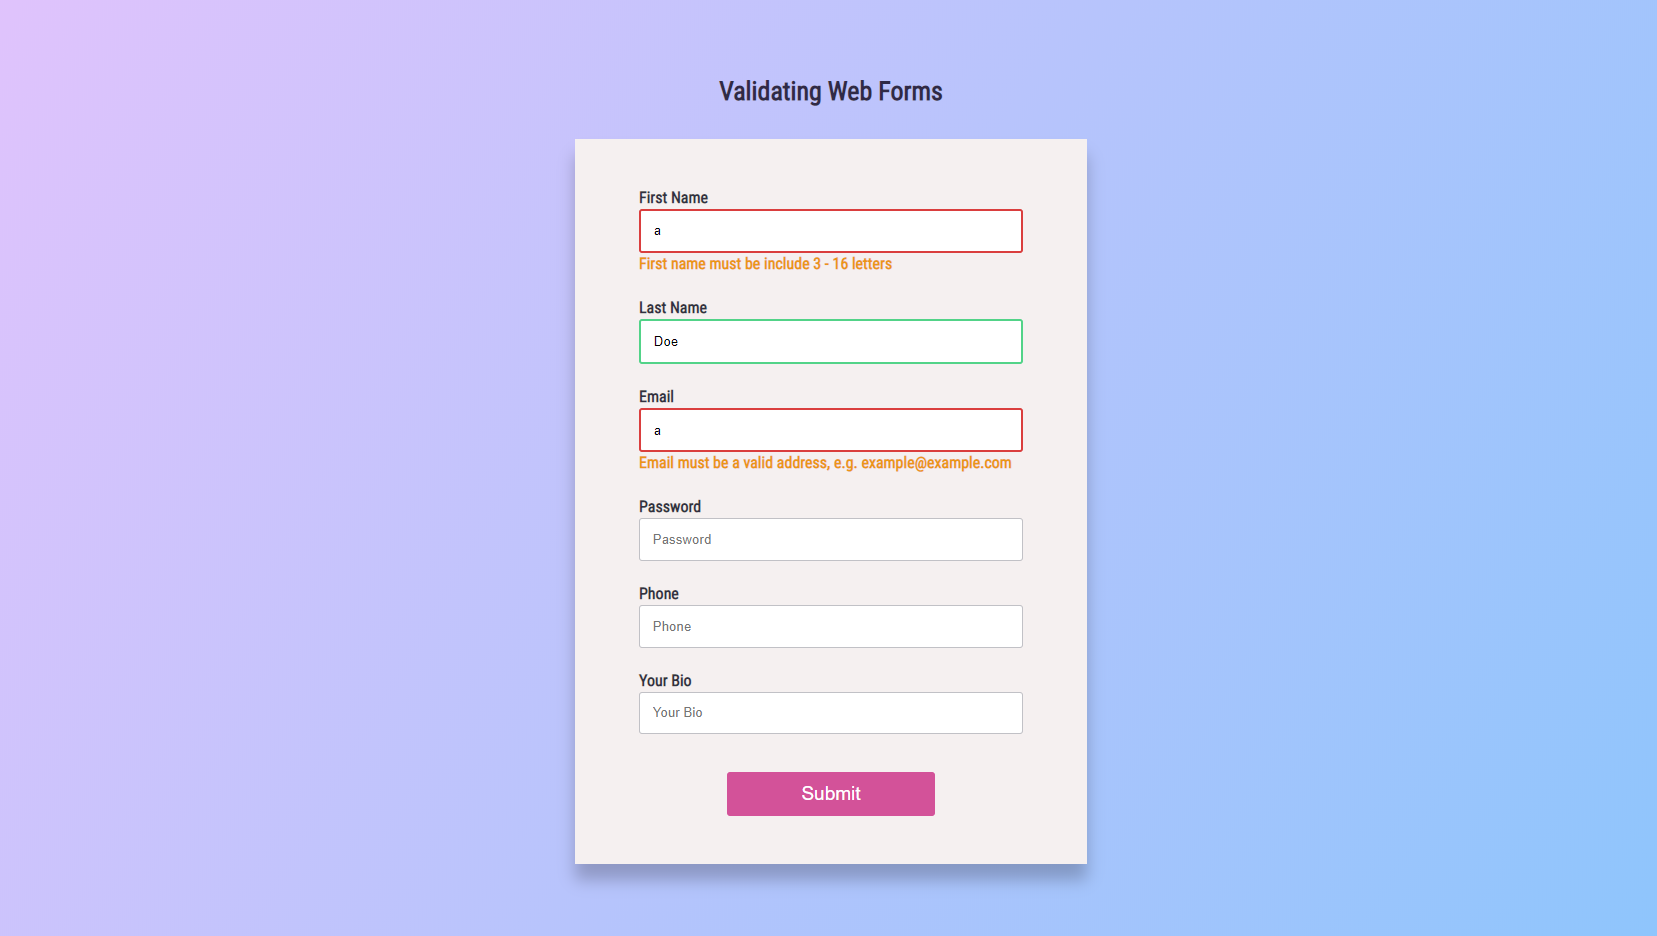 Validating Web Forms
First Name
a
First name must be include 3 - 16 letters
Last Name
Doe
Email
a
Email must be a valid address, e.g. example@example.com
Password
Password
Phone
Phone
Your Bio
Your Bio
Submit